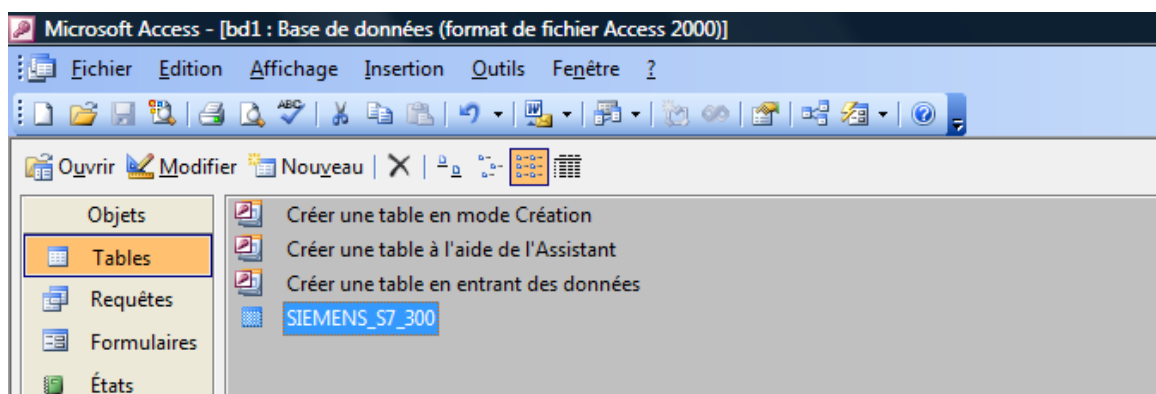 Microsoft Access - [bd1 : Base de données (format de fichier Access 2000)]
Fichier Edition Affichage Insertion Outils Fenêtre ?
ABC
Ouvrir Modifier Nouveau
Objets
Tables
Requêtes
Formulaires
États
Créer une table en mode Création
Créer une table à l'aide de l'Assistant
Créer une table en entrant des données
SIEMENS_S7_300